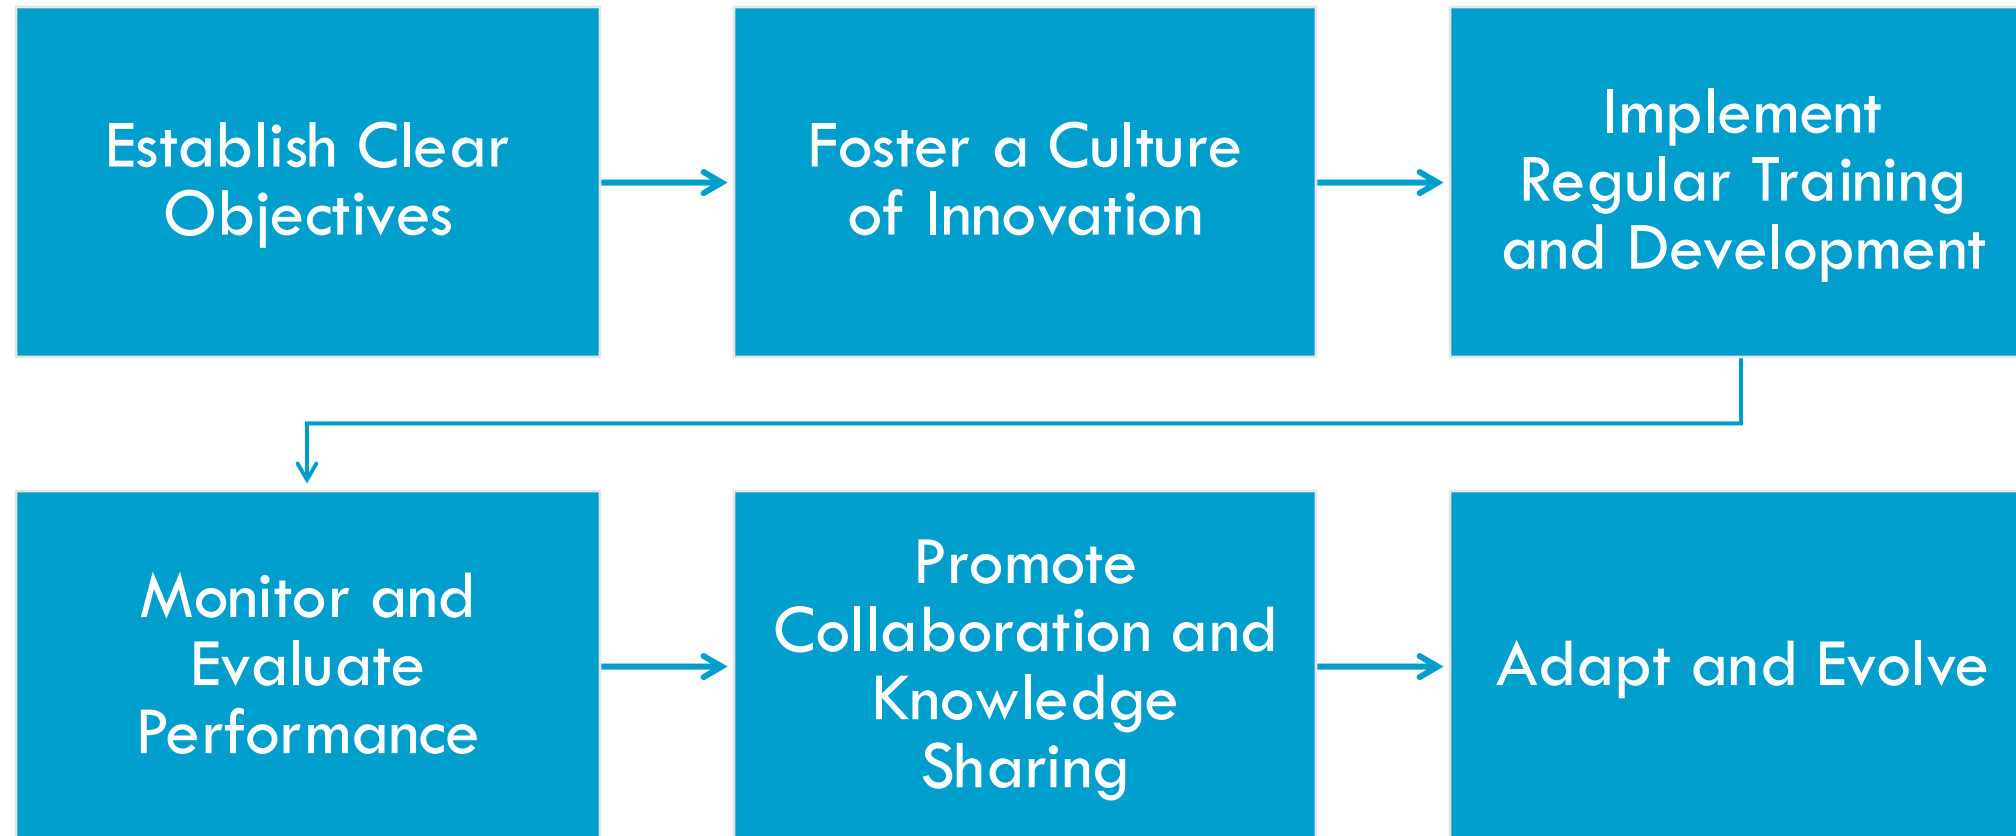 Establish Clear
Objectives
Foster a Culture
of Innovation
Implement
Regular Training
and Development
Monitor and
Evaluate
Performance
Promote
Collaboration and
Knowledge
Sharing
Adapt and Evolve